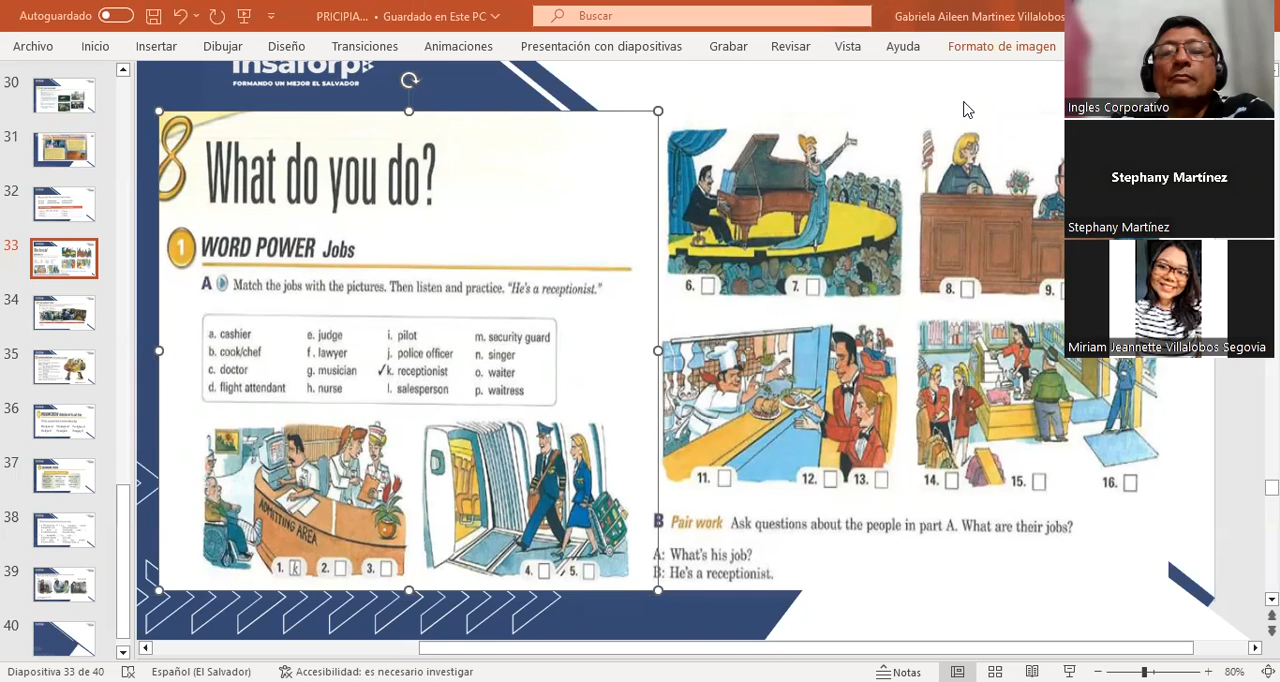 Autoguardado
PRICIPIA... • Guardado en Este PC
Buscar
Gabriela Aileen Martinez Villalobos
Archivo Inicio Insertar Dibujar Diseño Transiciones Animaciones Presentación con diapositivas Grabar Revisar Vista Ayuda Formato de imagen
30
31
32
33
34
35
36
37
38
39
40
insaforp
FORMANDO UN MEJOR EL SALVADOR
8
What do you do?
1 WORD POWER Jobs
A Match the jobs with the pictures. Then listen and practice. "He's a receptionist."
a. cashier e. judge i. pilot m. security guard
b. cook/chef f. lawyer j. police officer n. singer
c. doctor g. musician ✓k. receptionist o. waiter
d. flight attendant h. nurse l. salesperson p. waitress
ADMITTING AREA
1. k 2. 3. 4. 5.
6. 7. 8. 9.
11. 12. 13. 14. 15. 16.
B Pair work Ask questions about the people in part A. What are their jobs?
A: What's his job?
B: He's a receptionist.
Ingles Corporativo
Stephany Martínez
Stephany Martínez
Miriam Jeannette Villalobos Segovia
Diapositiva 33 de 40 Español (El Salvador) Accesibilidad: es necesario investigar Notas 80%